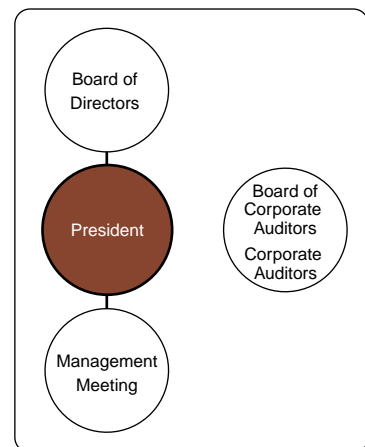 Board of
Directors
President
Board of
Corporate
Auditors
Corporate
Auditors
Management
Meeting